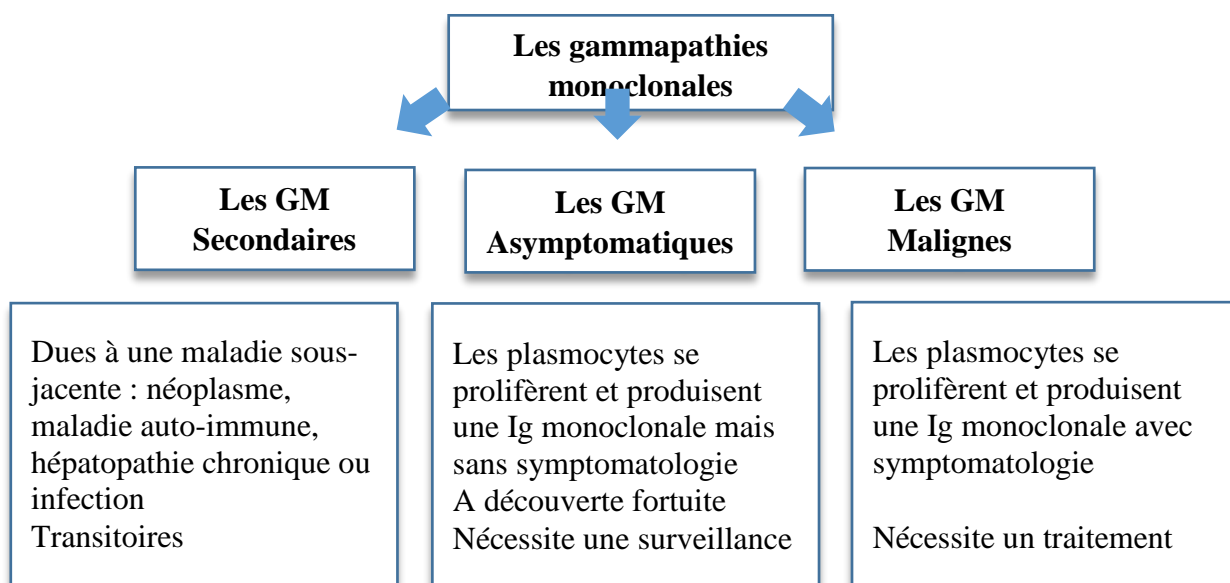 Les gammapathies
monoclonales
Les GM
Secondaires
Les GM
Asymptomatiques
Les GM
Malignes
Dues à une maladie sous-
jacente : néoplasme,
maladie auto-immune,
hépatopathie chronique ou
infection
Transitoires
Les plasmocytes se
prolifèrent et produisent
une Ig monoclonale mais
sans symptomatologie
A découverte fortuite
Nécessite une surveillance
Les plasmocytes se
prolifèrent et produisent
une Ig monoclonale avec
symptomatologie
Nécessite un traitement